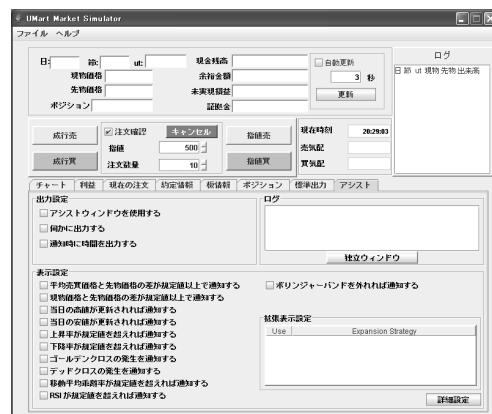 UMart Market Simulator
ファイル ヘルプ
日: 節: ut:
現物価格
先物価格
ポジション
現金残高
余裕金額
未実現損益
証拠金
自動更新
3 秒
更新
ログ
日 節 ut 現物 先物 出来高
成行売
成行買
注文確認 キャンセル
指値 500
注文数量 10
指値売
指値買
現在時刻 20:29:03
売気配
買気配
チャート 利益 現在の注文 約定情報 板情報 ポジション 標準出力 アシスト
出力設定
アシストウィンドウを使用する
何かに出力する
通知時に時間を出力する
ログ
独立ウィンドウ
表示設定
平均売買価格と先物価格の差が規定値以上で通知する
現物価格と先物価格の差が規定値以上で通知する
当日の高値が更新されれば通知する
当日の安値が更新されれば通知する
上昇率が規定値を超えれば通知する
下降率が規定値を超えれば通知する
ゴールデンクロスの発生を通知する
デッドクロスの発生を通知する
移動平均乖離率が規定値を超えれば通知する
RSIが規定値を超えれば通知する
ボリンジャーバンドを外れれば通知する
拡張表示設定
Use Expansion Strategy
詳細設定